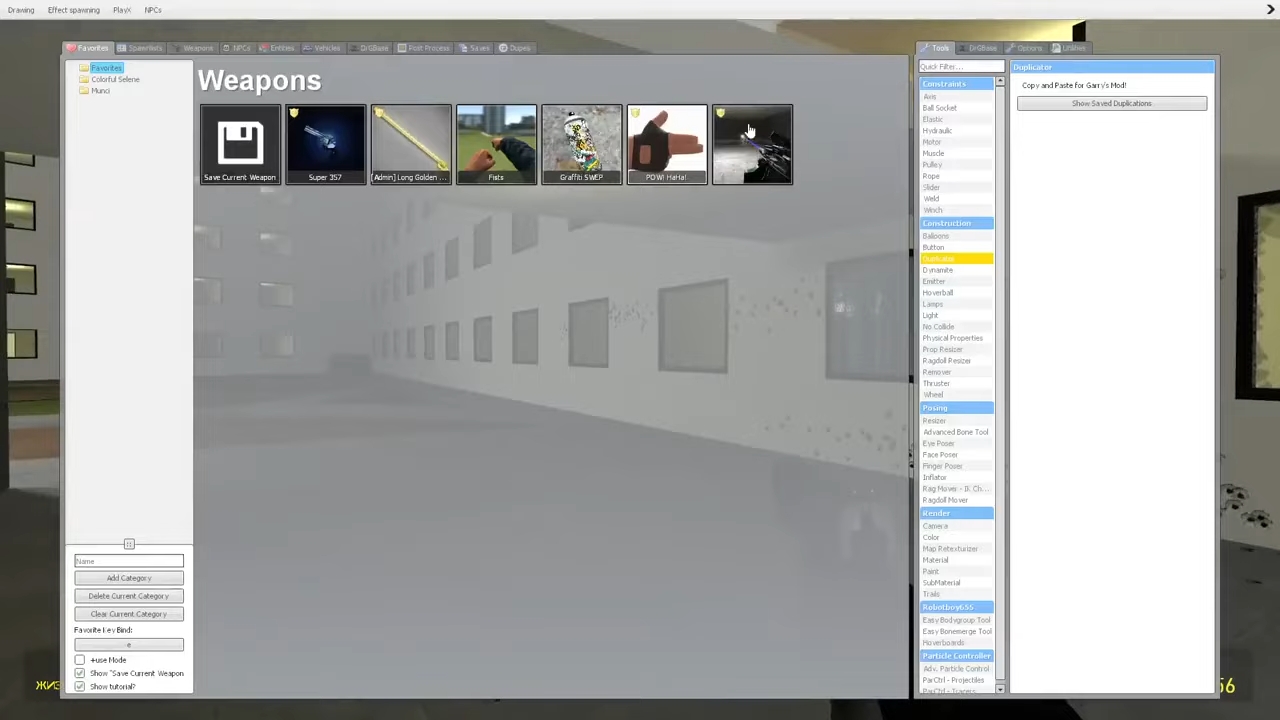 Drawing Effect spawning PlayX NPCs
Favorites Spawnlists Weapons NPCs Entities Vehicles DrGBase Post Process Saves Dupes
Favorites
Colorful Selene
Munci
Weapons
Save Current Weapon
Super 357
[Admin] Long Golden ...
Fists
Graffiti SWEP
POW! HaHa!
Name
Add Category
Delete Current Category
Clear Current Category
Favorite Key Bind:
e
+use Mode
Show "Save Current Weapon
Show tutorial?
Tools DrGBase Options Utilities
Quick Filter...
Constraints
Axis
Ball Socket
Elastic
Hydraulic
Motor
Muscle
Pulley
Rope
Slider
Weld
Winch
Construction
Balloons
Button
Duplicator
Dynamite
Emitter
Hoverball
Lamps
Light
No Collide
Physical Properties
Prop Resizer
Ragdoll Resizer
Remover
Thruster
Wheel
Posing
Resizer
Advanced Bone Tool
Eye Poser
Face Poser
Finger Poser
Inflator
Rag Mover - B. Ch...
Ragdoll Mover
Render
Camera
Color
Map Retexturizer
Material
Paint
SubMaterial
Trails
Robotboy655
Easy Bodygroup Tool
Easy Bonemerge Tool
Hoverboards
Particle Controller
Adv. Particle Control
ParCtrl - Projectiles
ParCtrl - Tracers
Duplicator
Copy and Paste for Garry's Mod!
Show Saved Duplications